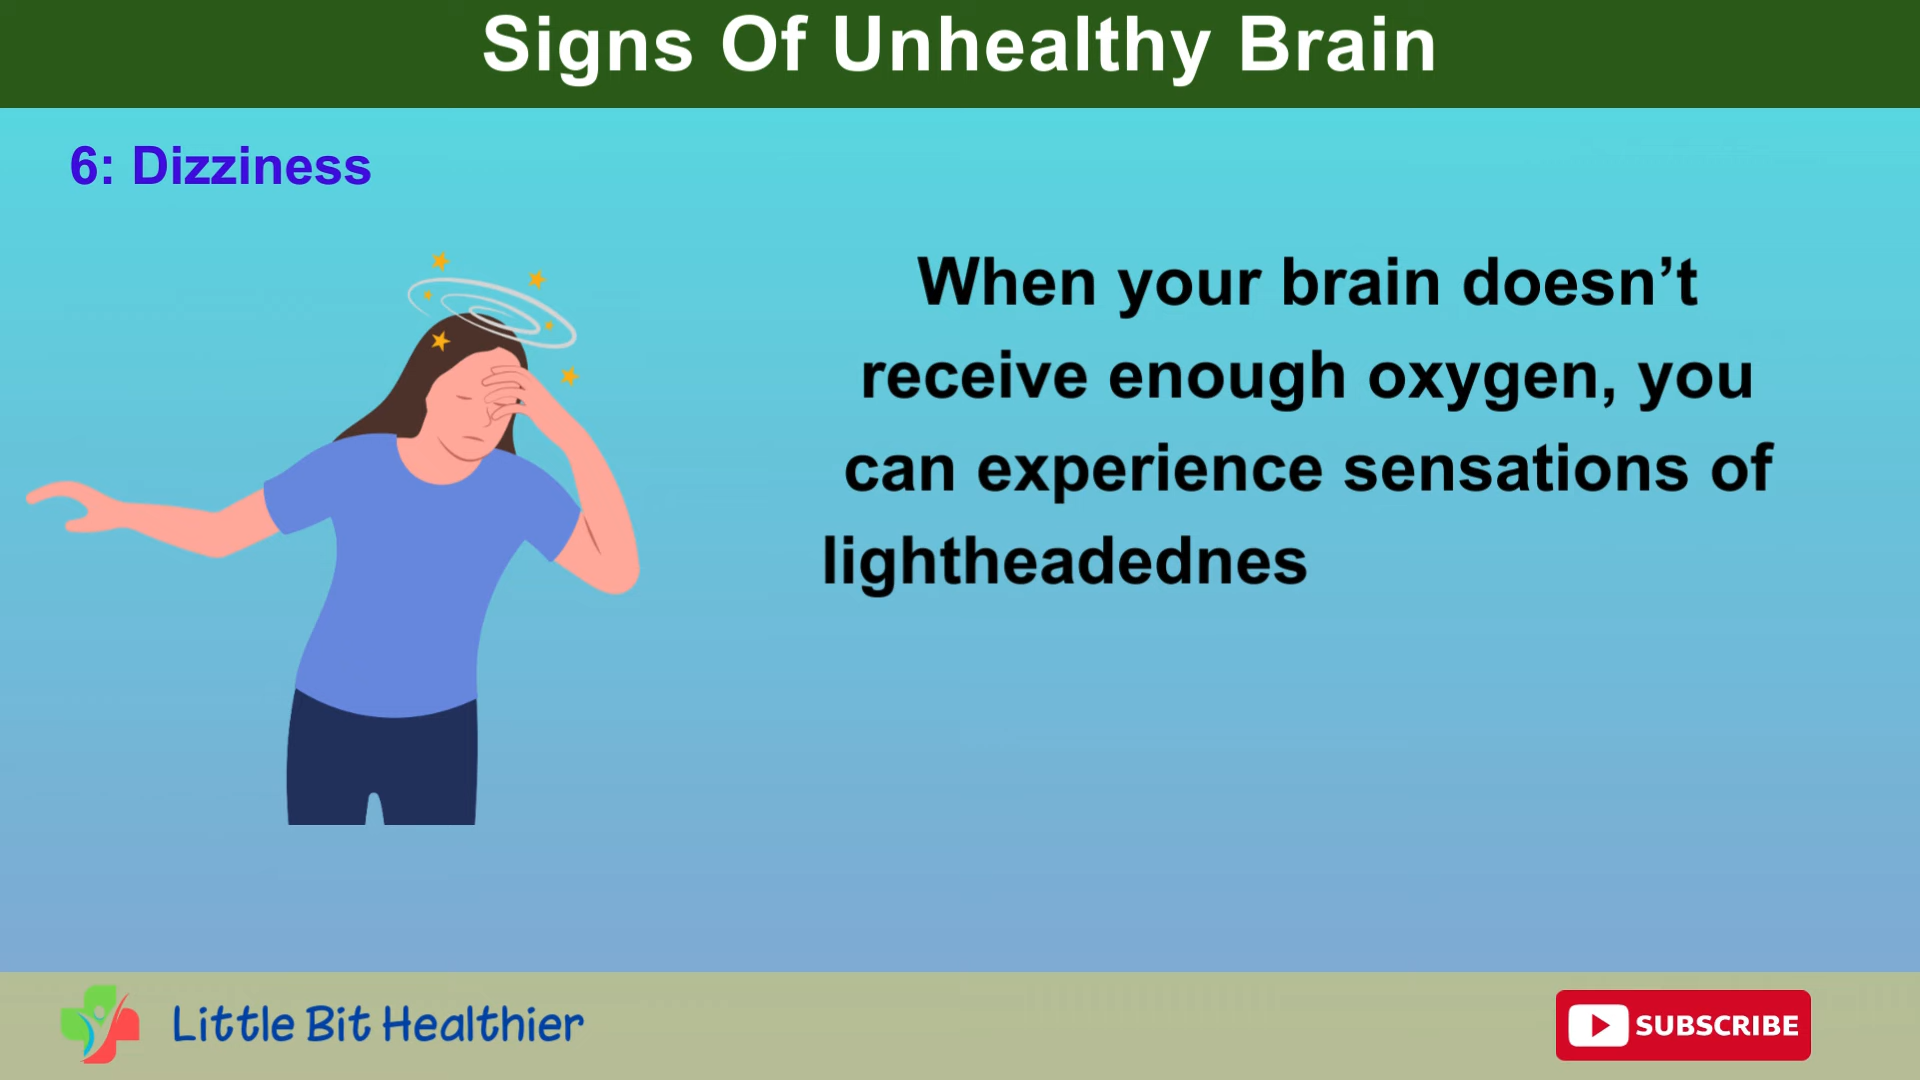 Signs Of Unhealthy Brain
6: Dizziness
When your brain doesn’t
receive enough oxygen, you
can experience sensations of
lightheadednes
Little Bit Healthier
SUBSCRIBE